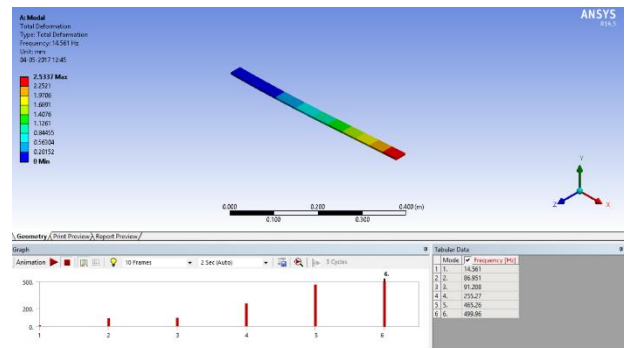 A: Modal
Total Deformation
Type: Total Deformation
Frequency: 14.561 Hz
Unit: mm
04-05-2017 12:45
2.5337 Max
2.2521
1.9706
1.6891
1.4076
1.1261
0.84455
0.56304
0.28152
0 Min
ANSYS
R14.5
0.000
0.200
0.400 (m)
0.100
0.300
Y
Z
X
Geometry Print Preview Report Preview
Graph
Animation
10 Frames
2 Sec (Auto)
3 Cycles
6.
500.
200.
0.
1
2
3
4
5
6
Tabular Data
Mode Frequency [Hz]
1 1. 14.561
2 2. 86.951
3 3. 91.208
4 4. 255.27
5 5. 465.26
6 6. 499.96